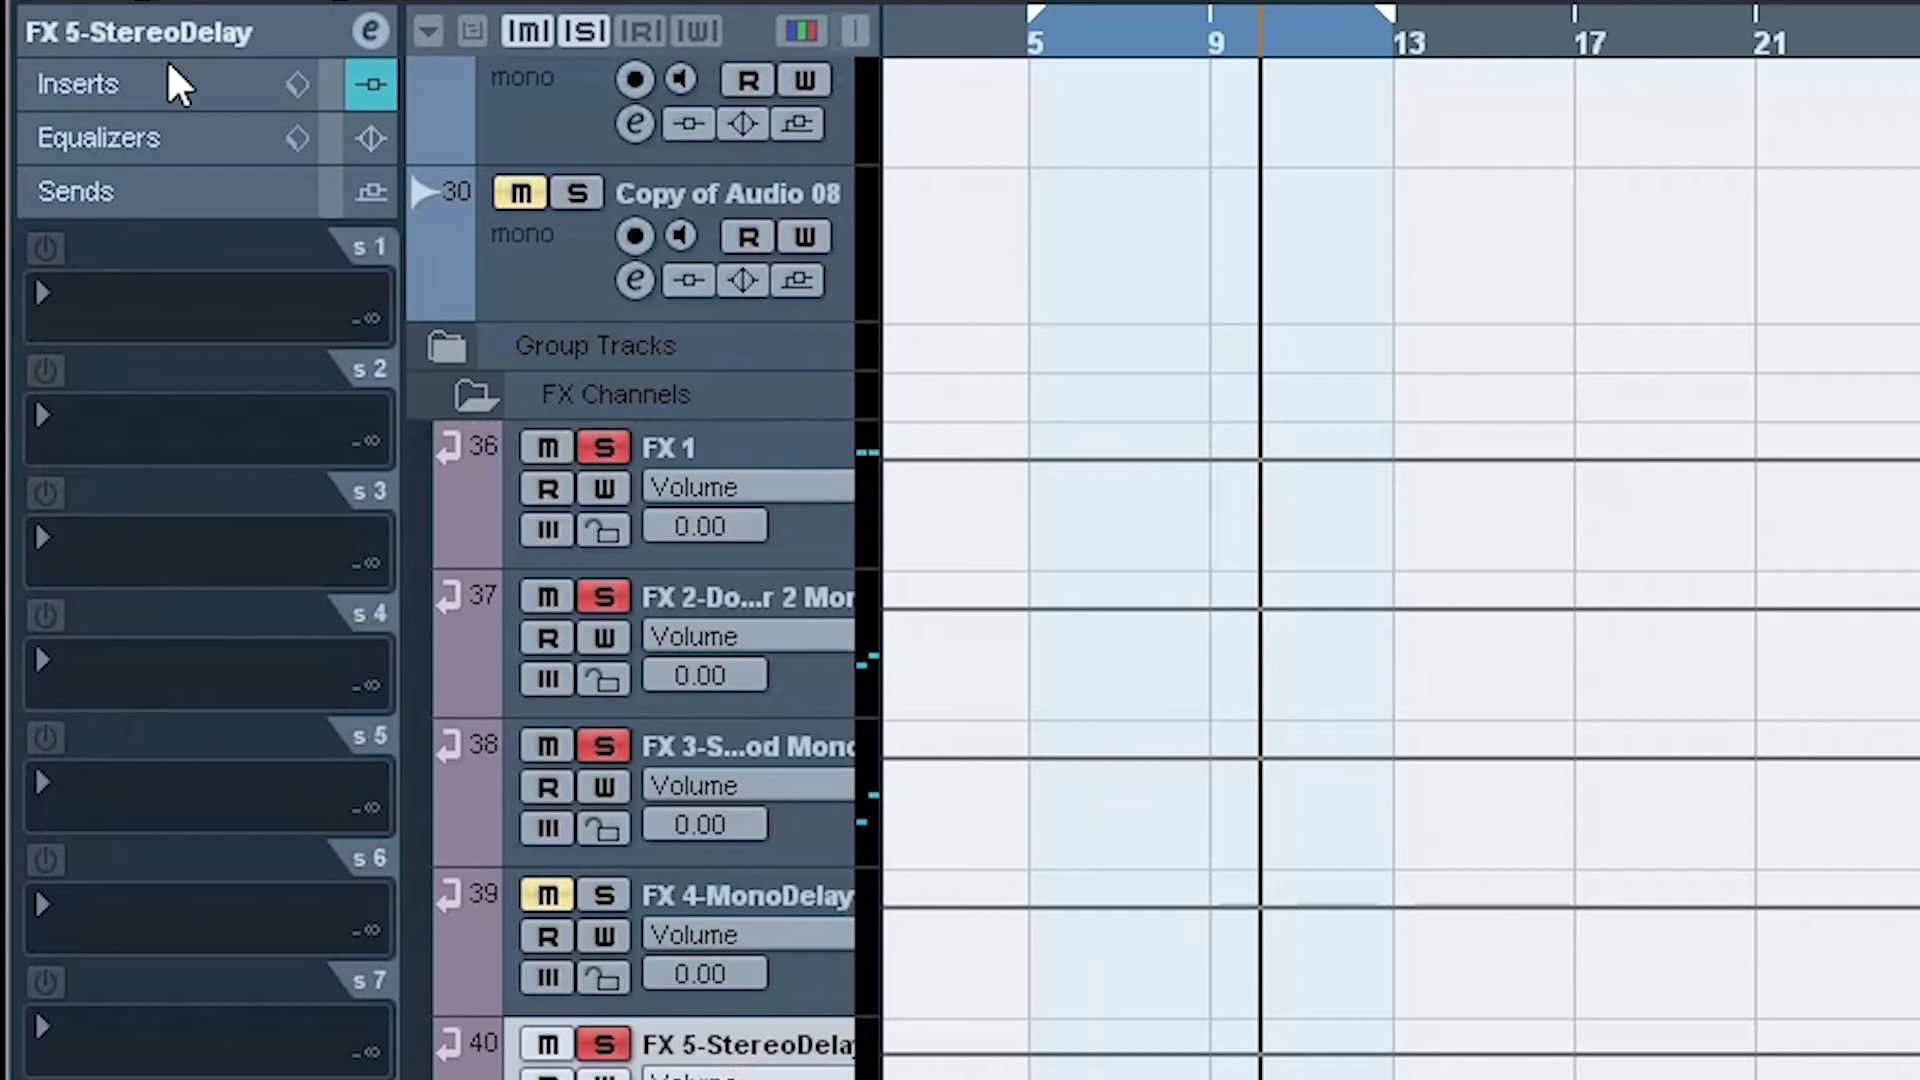 FX 5-StereoDelay e
Inserts
Equalizers
Sends
s 1
-∞
s 2
-∞
s 3
-∞
s 4
-∞
s 5
-∞
s 6
-∞
s 7
-∞
M S R W
mono R W
e
30 M S Copy of Audio 08
mono R W
e
Group Tracks
FX Channels
36 M S FX 1
R W Volume
0.00
37 M S FX 2-Do...r 2 Mor
R W Volume
0.00
38 M S FX 3-S...od Mono
R W Volume
0.00
39 M S FX 4-MonoDelay
R W Volume
0.00
40 M S FX 5-StereoDelay
5 9 13 17 21